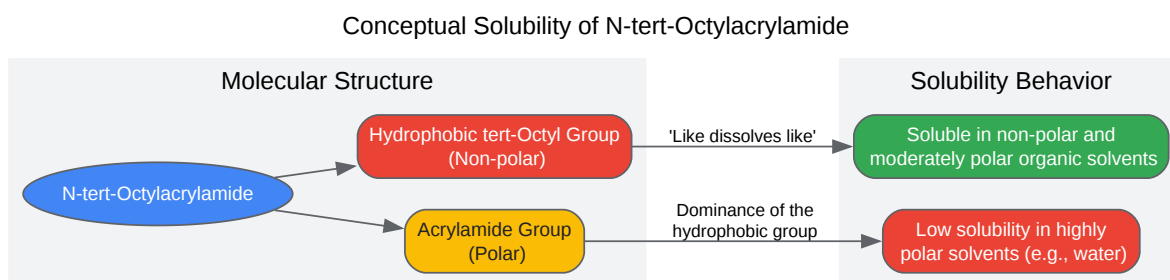 Conceptual Solubility of N-tert-Octylacrylamide
Molecular Structure
Solubility Behavior
Hydrophobic tert-Octyl Group
(Non-polar)
'Like dissolves like'
Soluble in non-polar and
moderately polar organic solvents
N-tert-Octylacrylamide
Acrylamide Group
(Polar)
Dominance of the
hydrophobic group
Low solubility in highly
polar solvents (e.g., water)